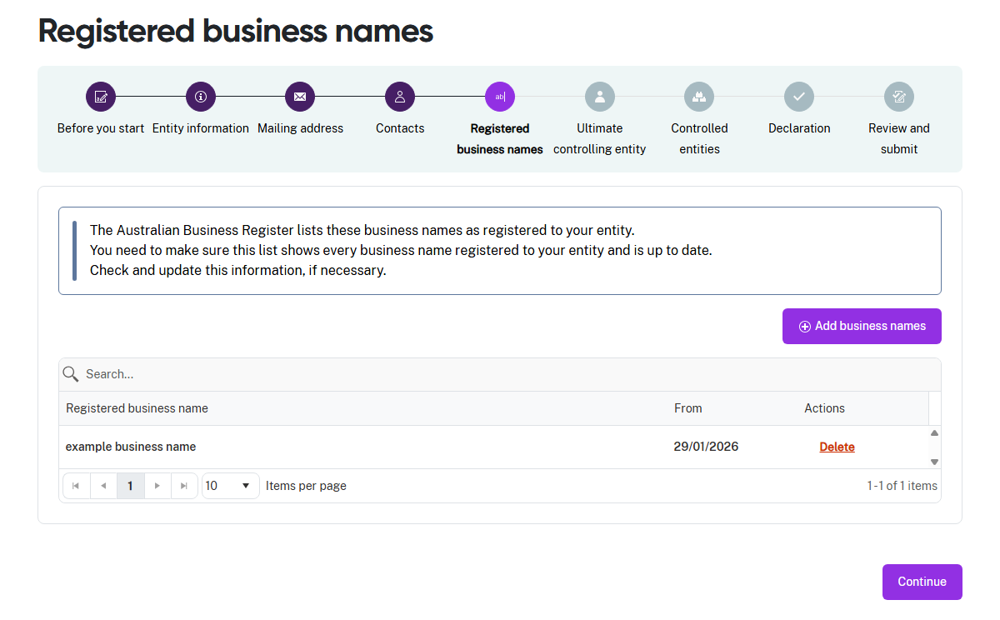 Registered business names
Before you start
Entity information
Mailing address
Contacts
Registered
business names
Ultimate
controlling entity
Controlled
entities
Declaration
Review and
submit
The Australian Business Register lists these business names as registered to your entity.
You need to make sure this list shows every business name registered to your entity and is up to date.
Check and update this information, if necessary.
Add business names
Search...
Registered business name From Actions
example business name 29/01/2026 Delete
1 10 Items per page 1-1 of 1 items
Continue